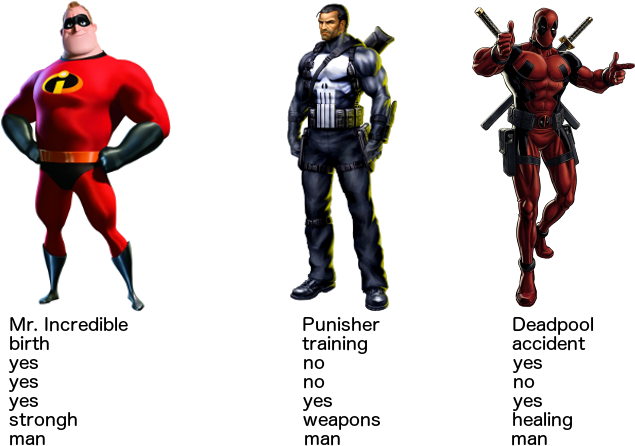 Mr. Incredible
birth
yes
yes
yes
strongh
man
Punisher
training
no
no
yes
weapons
man
Deadpool
accident
yes
no
yes
healing
man